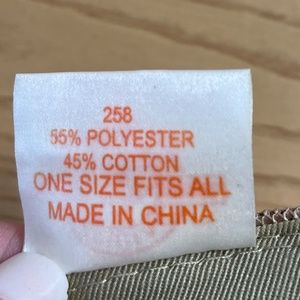 258
55% POLYESTER
45% COTTON
ONE SIZE FITS ALL
MADE IN CHINA